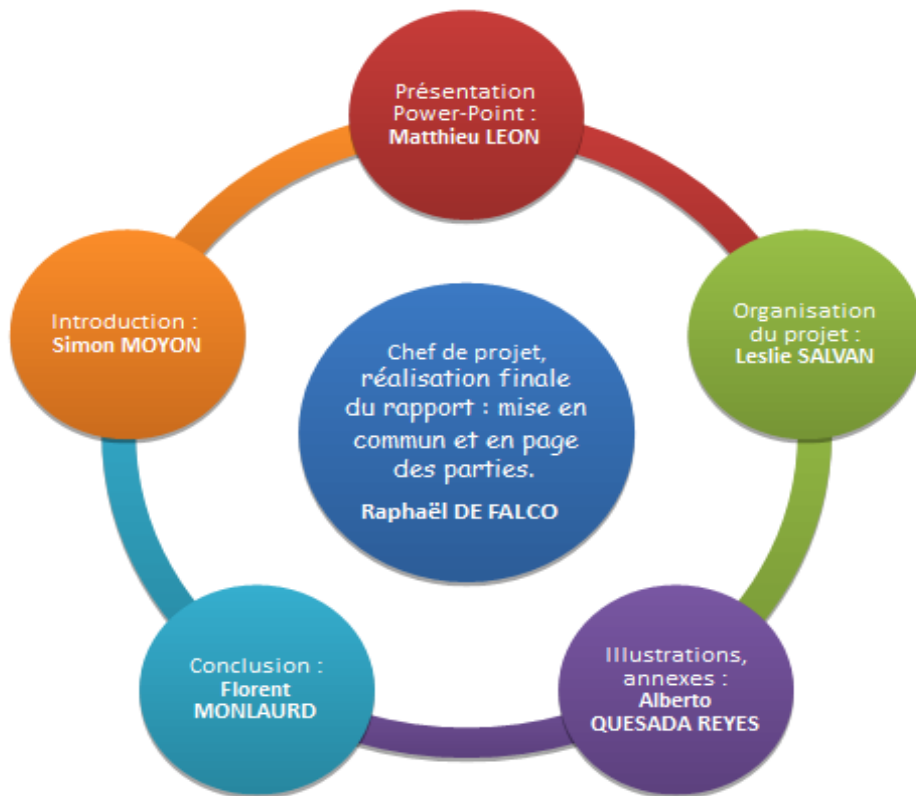 Présentation
Power-Point :
Matthieu LEON
Organisation
du projet :
Leslie SALVAN
Introduction :
Simon MOYON
Chef de projet,
réalisation finale
du rapport : mise en
commun et en page
des parties.
Raphaël DE FALCO
Illustrations,
annexes :
Alberto
QUESADA REYES
Conclusion :
Florent
MONLAURD